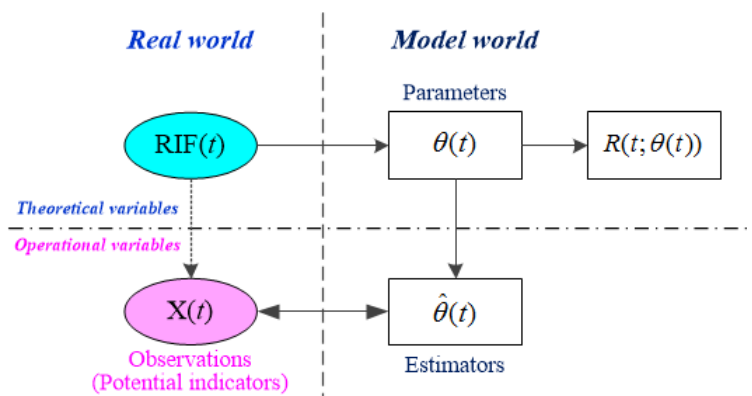 Real world
Model world
Parameters
RIF(t)
θ(t)
R(t;θ(t))
Theoretical variables
Operational variables
X(t)
θ̂(t)
Observations
(Potential indicators)
Estimators